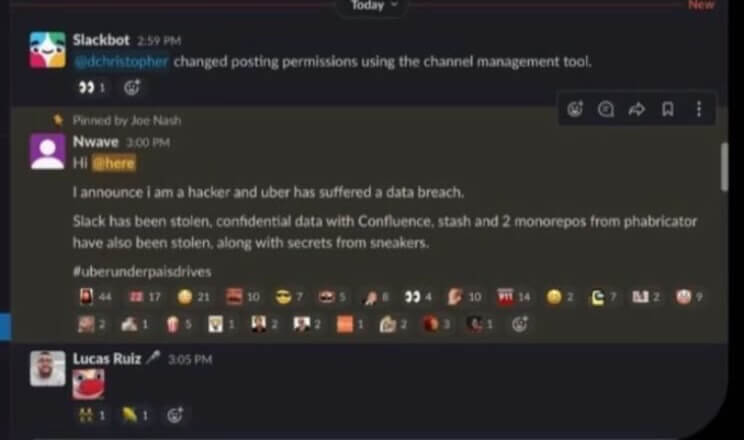 Today
New
Slackbot 2:59 PM
@dchristopher changed posting permissions using the channel management tool.
1
Pinned by Joe Nash
Nwave 3:00 PM
Hi @here
I announce i am a hacker and uber has suffered a data breach.
Slack has been stolen, confidential data with Confluence, stash and 2 monorepos from phabricator
have also been stolen, along with secrets from sneakers.
#uberunderpaisdrives
44 17 21 10 7 5 8 4 10 14 2 7 2 9
2 1 5 1 2 2 1 2 3 1
Lucas Ruiz 3:05 PM
1 1